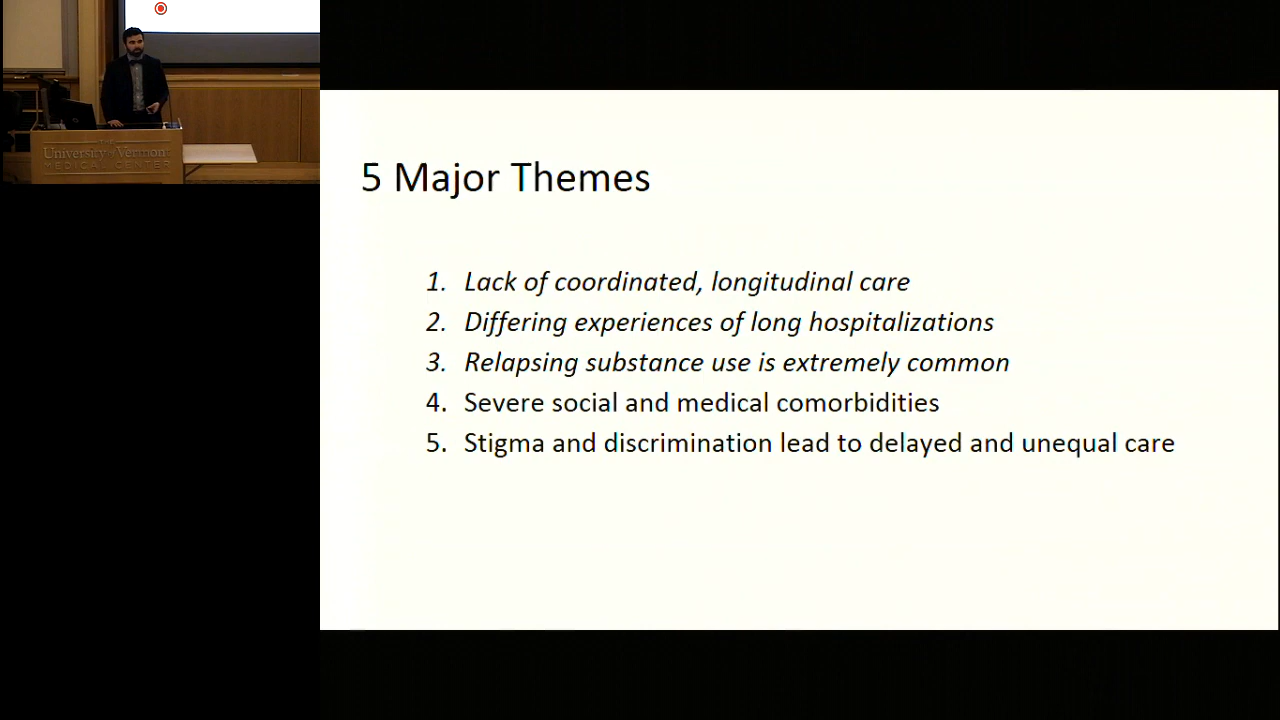 THE
University of Vermont
MEDICAL CENTER
5 Major Themes
1. Lack of coordinated, longitudinal care
2. Differing experiences of long hospitalizations
3. Relapsing substance use is extremely common
4. Severe social and medical comorbidities
5. Stigma and discrimination lead to delayed and unequal care